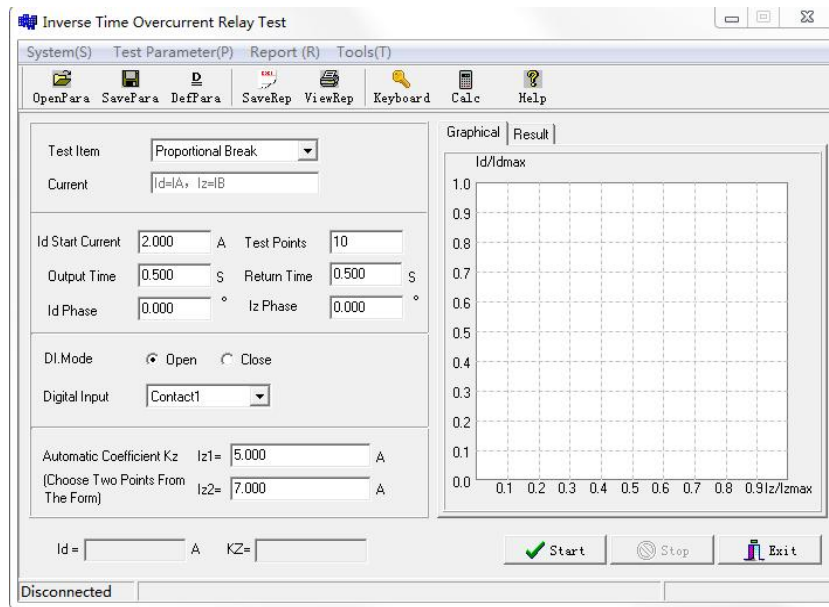 Inverse Time Overcurrent Relay Test
System(S) Test Parameter(P) Report (R) Tools(T)
OpenPara SavePara DefPara SaveRep ViewRep Keyboard Calc Help
Test Item Proportional Break
Current Id=IA, Iz=IB
Id Start Current 2.000 A Test Points 10
Output Time 0.500 S Return Time 0.500 S
Id Phase 0.000 ° Iz Phase 0.000 °
DI.Mode Open Close
Digital Input Contact1
Automatic Coefficient Kz Iz1= 5.000 A
(Choose Two Points From
The Form) Iz2= 7.000 A
Id = A KZ=
Graphical Result
Id/Idmax
1.0
0.9
0.8
0.7
0.6
0.5
0.4
0.3
0.2
0.1
0.0
0.1 0.2 0.3 0.4 0.5 0.6 0.7 0.8 0.9Iz/Izmax
Start Stop Exit
Disconnected